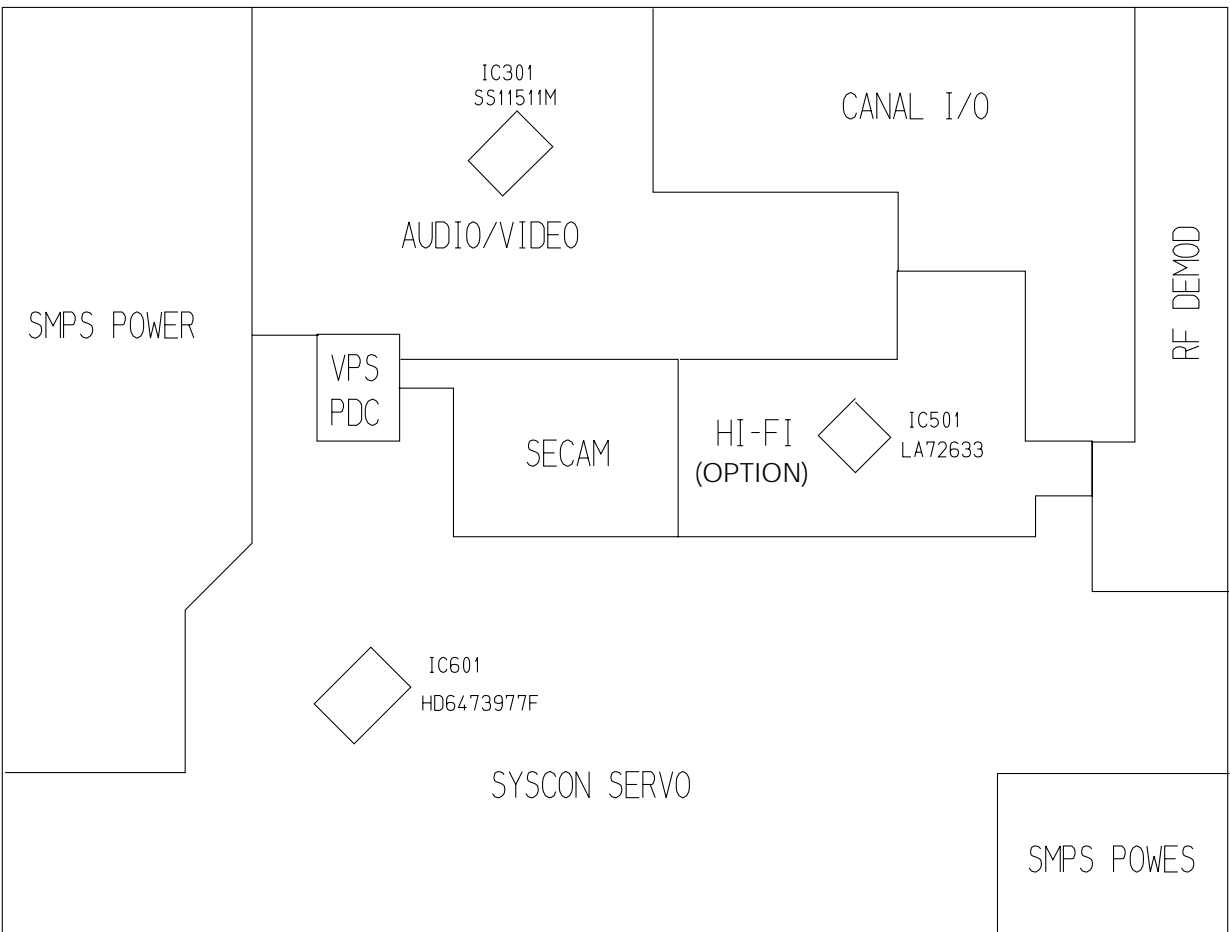 IC301
SS11511M
CANAL I/O
AUDIO/VIDEO
RF DEMOD
SMPS POWER
VPS
PDC
SECAM
HI-FI
(OPTION)
IC501
LA72633
IC601
HD6473977F
SYSCON SERVO
SMPS POWES